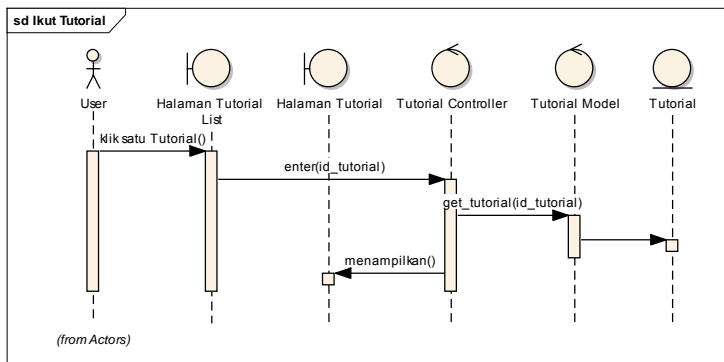 sd Ikut Tutorial
User
Halaman Tutorial
List
Halaman Tutorial
Tutorial Controller
Tutorial Model
Tutorial
klik satu Tutorial()
enter(id_tutorial)
get_tutorial(id_tutorial)
menampilkan()
(from Actors)